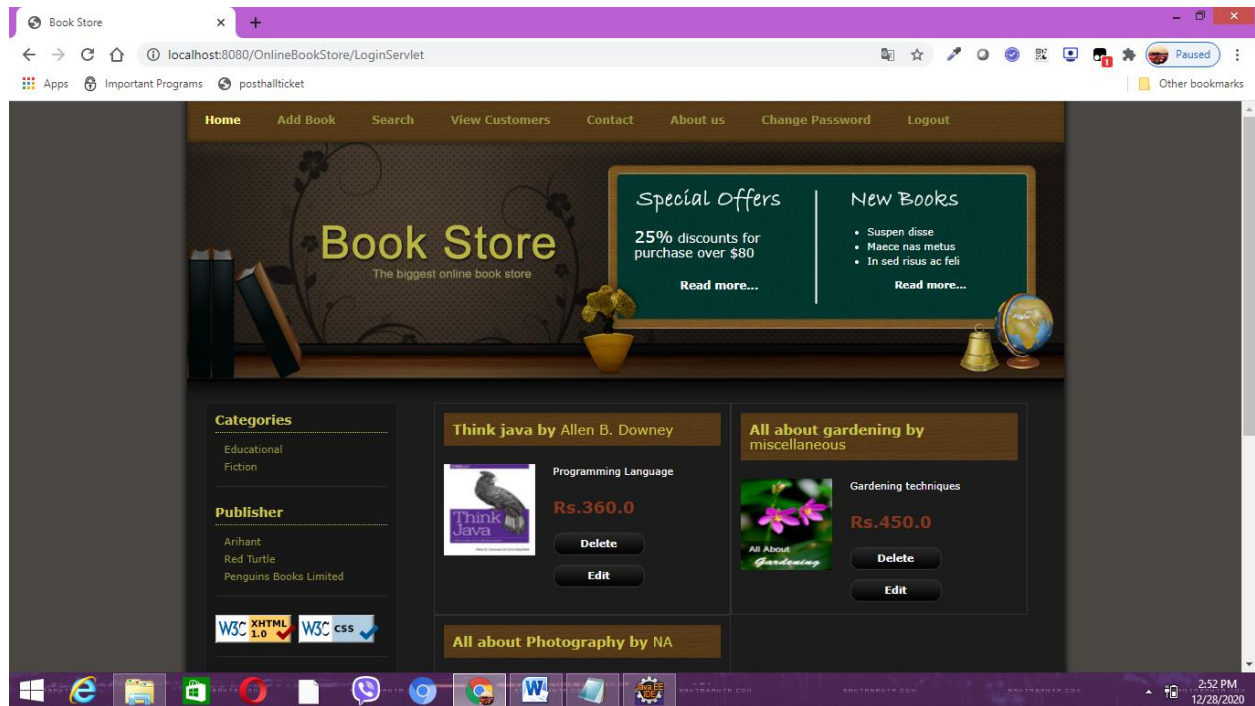 Book Store
localhost:8080/OnlineBookStore/LoginServlet
1
Paused
Apps
Important Programs
posthallticket
Other bookmarks
Home Add Book Search View Customers Contact About us Change Password Logout
Book Store
The biggest online book store
Special Offers
25% discounts for
purchase over $80
Read more...
New Books
Suspen disse
Maece nas metus
In sed risus ac feli
Read more...
Categories
Educational
Fiction
Publisher
Arihant
Red Turtle
Penguins Books Limited
W3C XHTML 1.0
W3C css
Think java by Allen B. Downey
Think
Java
Programming Language
Rs.360.0
Delete
Edit
All about gardening by
miscellaneous
All About
Gardening
Gardening techniques
Rs.450.0
Delete
Edit
All about Photography by NA
Java EE
IDE
2:52 PM
12/28/2020